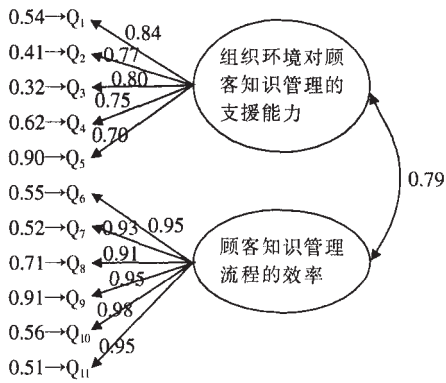 0.54→Q₁
0.84
0.41→Q₂
0.77
0.32→Q₃
0.80
0.62→Q₄
0.75
0.90→Q₅
0.70
组织环境对顾
客知识管理的
支援能力
0.79
0.55→Q₆
0.95
0.52→Q₇
0.93
0.71→Q₈
0.91
0.91→Q₉
0.95
0.56→Q₁₀
0.98
0.51→Q₁₁
0.95
顾客知识管理
流程的效率